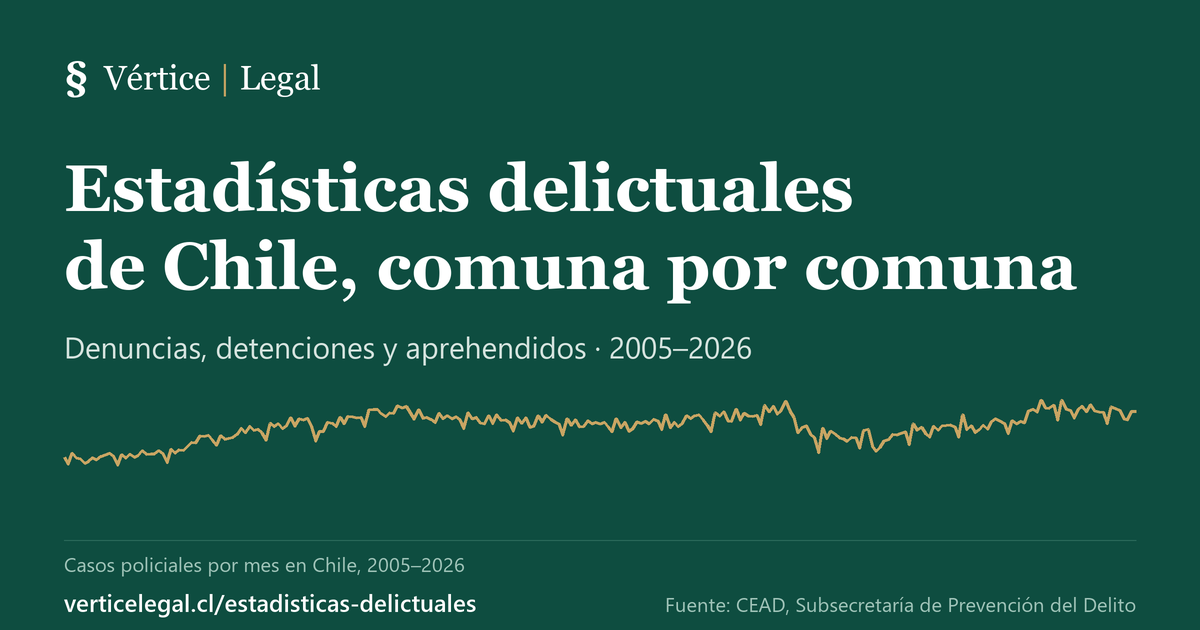 § Vértice | Legal
Estadísticas delictuales
de Chile, comuna por comuna
Denuncias, detenciones y aprehendidos · 2005–2026
Casos policiales por mes en Chile, 2005–2026
verticelegal.cl/estadisticas-delictuales
Fuente: CEAD, Subsecretaría de Prevención del Delito